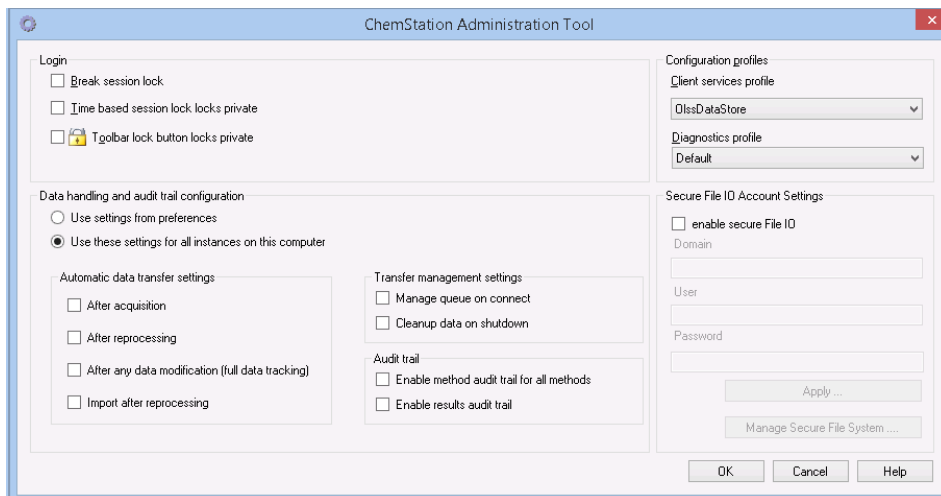 ChemStation Administration Tool
Login
Break session lock
Time based session lock locks private
Toolbar lock button locks private
Configuration profiles
Client services profile
OlssDataStore
Diagnostics profile
Default
Data handling and audit trail configuration
Use settings from preferences
Use these settings for all instances on this computer
Automatic data transfer settings
After acquisition
After reprocessing
After any data modification (full data tracking)
Import after reprocessing
Transfer management settings
Manage queue on connect
Cleanup data on shutdown
Audit trail
Enable method audit trail for all methods
Enable results audit trail
Secure File IO Account Settings
enable secure File IO
Domain
User
Password
Apply ...
Manage Secure File System ....
OK
Cancel
Help